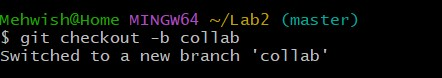 Mehwish@Home MINGW64 ~/Lab2 (master)
$ git checkout -b collab
Switched to a new branch 'collab'